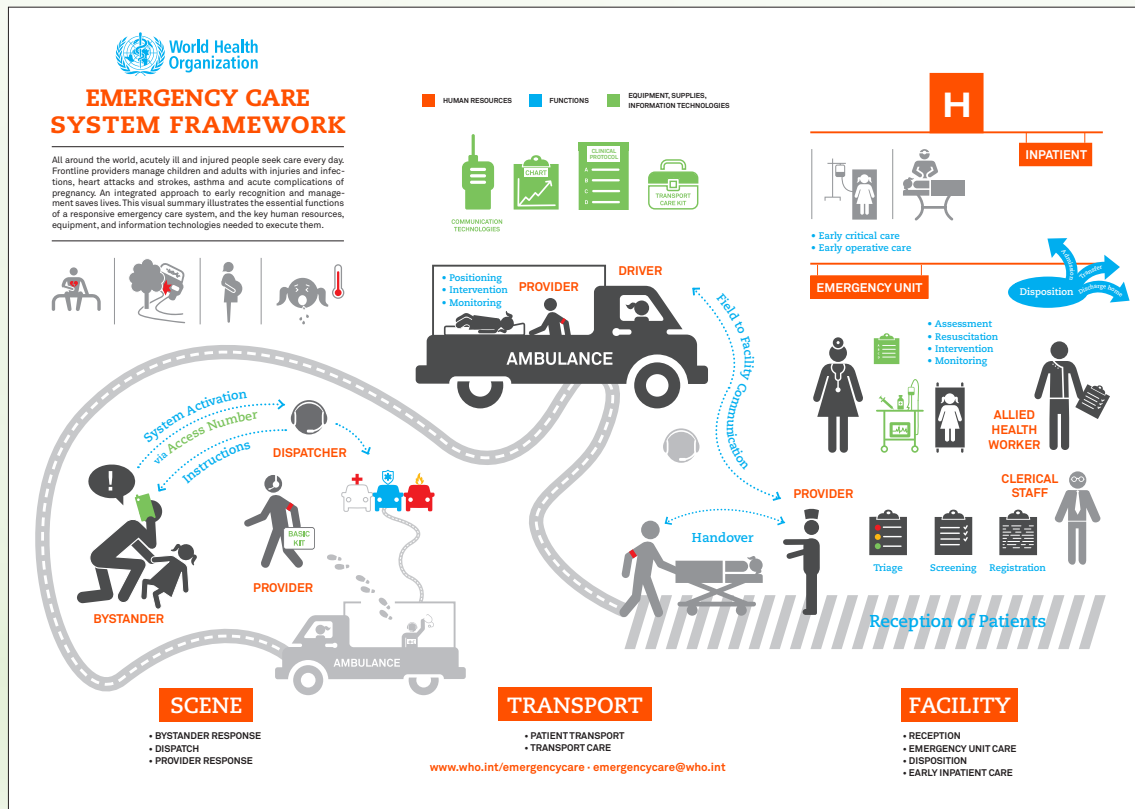 World Health
Organization
EMERGENCY CARE
SYSTEM FRAMEWORK
All around the world, acutely ill and injured people seek care every day.
Frontline providers manage children and adults with injuries and infec-
tions, heart attacks and strokes, asthma and acute complications of
pregnancy. An integrated approach to early recognition and manage-
ment saves lives. This visual summary illustrates the essential functions
of a responsive emergency care system, and the key human resources,
equipment, and information technologies needed to execute them.
HUMAN RESOURCES
FUNCTIONS
EQUIPMENT, SUPPLIES,
INFORMATION TECHNOLOGIES
COMMUNICATION
TECHNOLOGIES
CHART
CLINICAL
PROTOCOL
A
B
C
D
TRANSPORT
CARE KIT
• Positioning
• Intervention
• Monitoring
PROVIDER
DRIVER
AMBULANCE
Field to Facility Communication
H
INPATIENT
• Early critical care
• Early operative care
EMERGENCY UNIT
Disposition
Admission
Transfer
Discharge home
• Assessment
• Resuscitation
• Intervention
• Monitoring
ALLIED
HEALTH
WORKER
CLERICAL
STAFF
System Activation
via Access Number
Instructions
DISPATCHER
!
BYSTANDER
BASIC
KIT
PROVIDER
AMBULANCE
PROVIDER
Handover
Triage
Screening
Registration
Reception of Patients
SCENE
• BYSTANDER RESPONSE
• DISPATCH
• PROVIDER RESPONSE
TRANSPORT
• PATIENT TRANSPORT
• TRANSPORT CARE
www.who.int/emergencycare · emergencycare@who.int
FACILITY
• RECEPTION
• EMERGENCY UNIT CARE
• DISPOSITION
• EARLY INPATIENT CARE